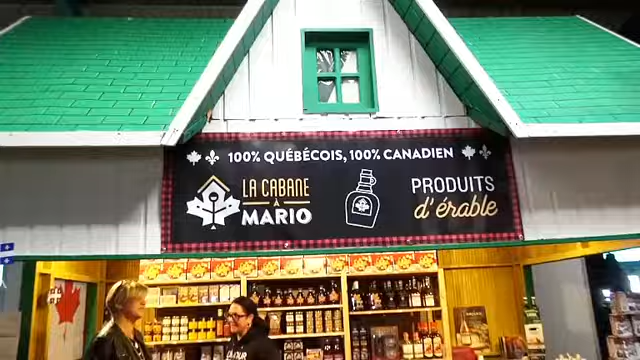 100% QUÉBÉCOIS, 100% CANADIEN
LA CABANE
À
MARIO
PRODUITS
d'érable